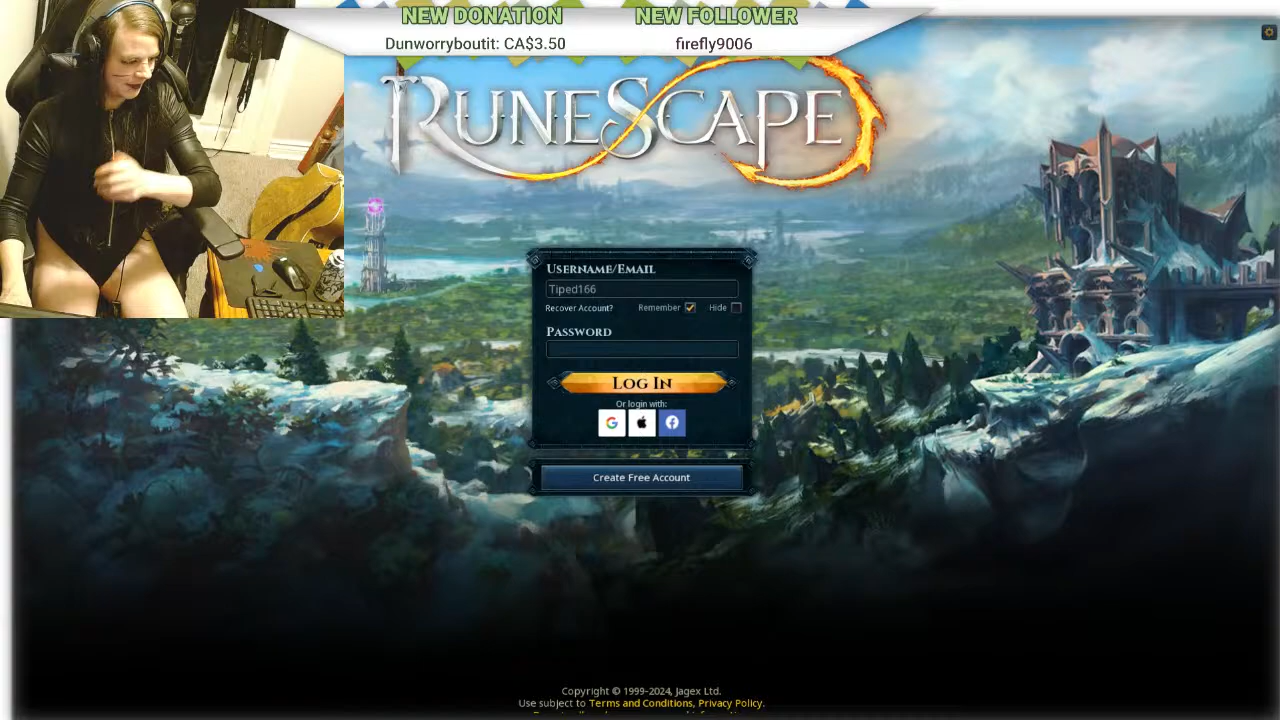 NEW DONATION
NEW FOLLOWER
Dunworryboutit: CA$3.50
firefly9006
RUNESCAPE
USERNAME/EMAIL
Tiped166
Recover Account?
Remember
Hide
PASSWORD
LOG IN
Or login with:
Create Free Account
Copyright © 1999-2024, Jagex Ltd.
Use subject to Terms and Conditions, Privacy Policy.